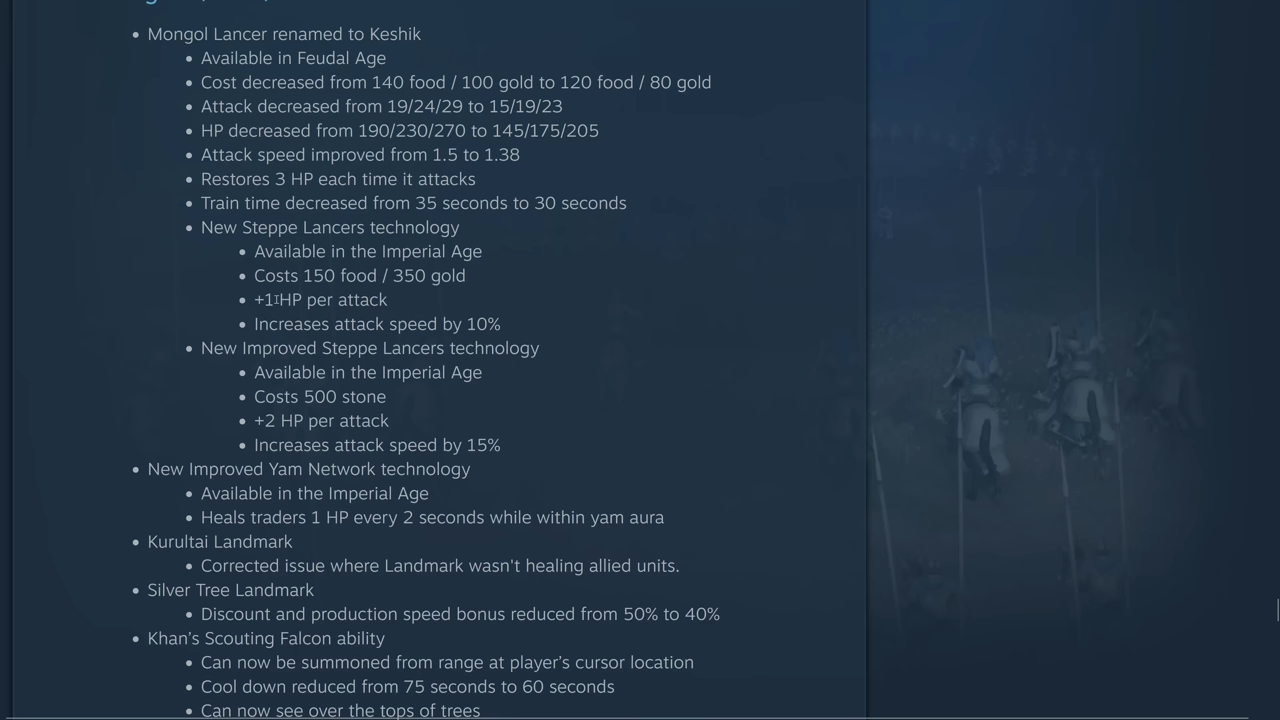 Mongol Lancer renamed to Keshik
Available in Feudal Age
Cost decreased from 140 food / 100 gold to 120 food / 80 gold
Attack decreased from 19/24/29 to 15/19/23
HP decreased from 190/230/270 to 145/175/205
Attack speed improved from 1.5 to 1.38
Restores 3 HP each time it attacks
Train time decreased from 35 seconds to 30 seconds
New Steppe Lancers technology
Available in the Imperial Age
Costs 150 food / 350 gold
+1 HP per attack
Increases attack speed by 10%
New Improved Steppe Lancers technology
Available in the Imperial Age
Costs 500 stone
+2 HP per attack
Increases attack speed by 15%
New Improved Yam Network technology
Available in the Imperial Age
Heals traders 1 HP every 2 seconds while within yam aura
Kurultai Landmark
Corrected issue where Landmark wasn't healing allied units.
Silver Tree Landmark
Discount and production speed bonus reduced from 50% to 40%
Khan’s Scouting Falcon ability
Can now be summoned from range at player’s cursor location
Cool down reduced from 75 seconds to 60 seconds
Can now see over the tops of trees